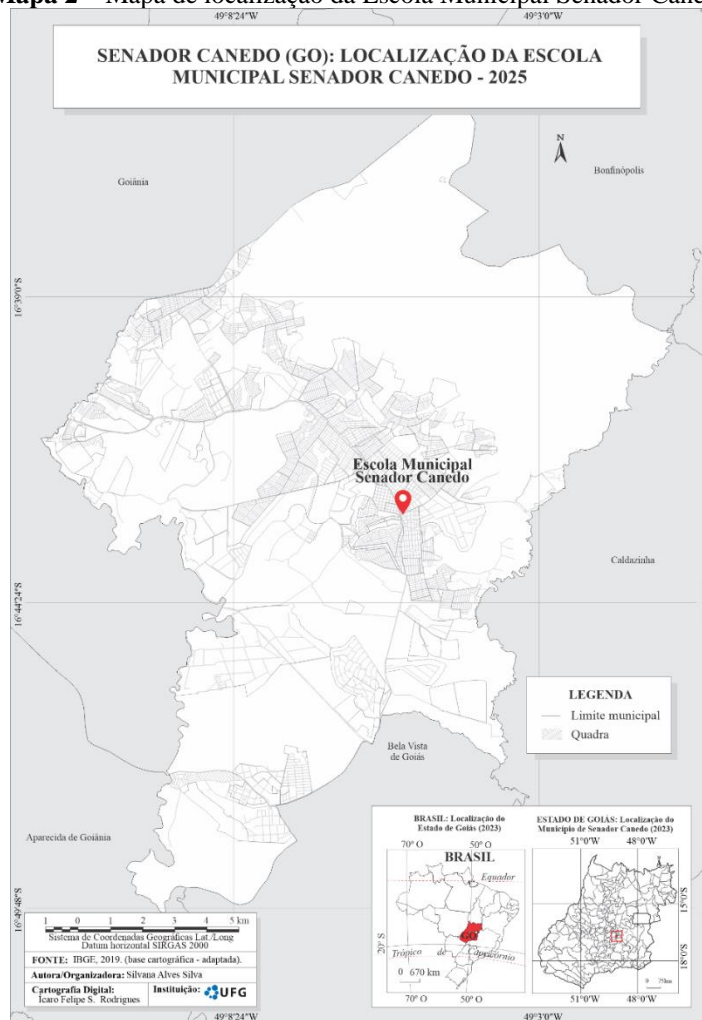 Mapa 2 – Mapa de localização da Escola Municipal Senador Cane
49°8'24"W
49°3'0"W
SENADOR CANEDO (GO): LOCALIZAÇÃO DA ESCOLA
MUNICIPAL SENADOR CANEDO - 2025
N
Goiânia
Bonfinópolis
16°39'0"S
Escola Municipal
Senador Canedo
Caldazinha
16°44'24"S
LEGENDA
Limite municipal
Quadra
Bela Vista
de Goiás
Aparecida de Goiânia
16°49'48"S
BRASIL: Localização do
Estado de Goiás (2023)
70° O
50° O
BRASIL
Equador
GO
20° S
Trópico de Capricórnio
0 670 km
70° O
50° O
ESTADO DE GOIÁS: Localização do
Município de Senador Canedo (2023)
51°0'W
48°0'W
15°0'S
18°0'S
51°0'W
48°0'W
1 0 1 2 3 4 5 km
Sistema de Coordenadas Geográficas Lat./Long
Datum horizontal SIRGAS 2000
FONTE: IBGE, 2019. (base cartográfica - adaptada).
Autora/Organizadora: Silvana Alves Silva
Cartografia Digital:
Ícaro Felipe S. Rodrigues
Instituição: UFG
49°8'24"W
49°3'0"W